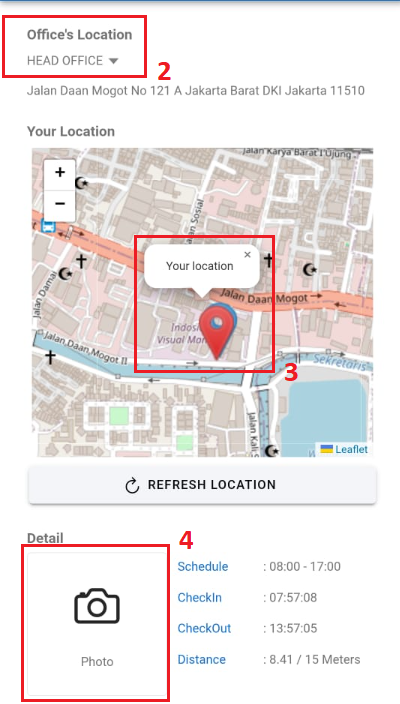 Office's Location
HEAD OFFICE
2
Jalan Daan Mogot No 121 A Jakarta Barat DKI Jakarta 11510
Your Location
Jalan Karya Barat I Ujung
+
−
Jalan Sosial
Your location
×
Jalan Damai
Jalan Daan Mogot
Indos
Visual Man
Jalan Daan Mogot II
Sekretaris
3
Jalan Kali S
Leaflet
REFRESH LOCATION
Detail
4
Schedule : 08:00 - 17:00
CheckIn : 07:57:08
CheckOut : 13:57:05
Distance : 8.41 / 15 Meters
Photo